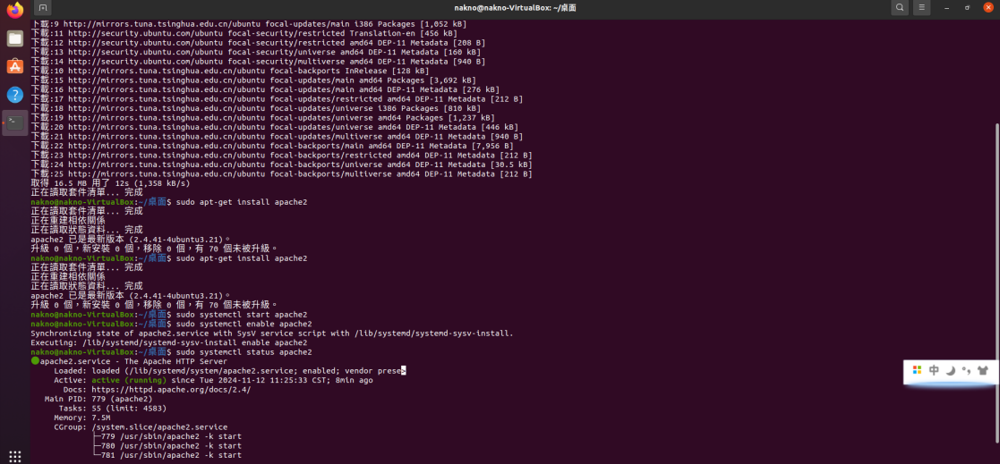 nakno@nakno-VirtualBox: ~/桌面
下載:9 http://mirrors.tuna.tsinghua.edu.cn/ubuntu focal-updates/main i386 Packages [1,052 kB]
下載:11 http://security.ubuntu.com/ubuntu focal-security/restricted Translation-en [456 kB]
下載:12 http://security.ubuntu.com/ubuntu focal-security/restricted amd64 DEP-11 Metadata [208 B]
下載:13 http://security.ubuntu.com/ubuntu focal-security/universe amd64 DEP-11 Metadata [160 kB]
下載:14 http://security.ubuntu.com/ubuntu focal-security/multiverse amd64 DEP-11 Metadata [940 B]
下載:10 http://mirrors.tuna.tsinghua.edu.cn/ubuntu focal-backports InRelease [128 kB]
下載:15 http://mirrors.tuna.tsinghua.edu.cn/ubuntu focal-updates/main amd64 Packages [3,692 kB]
下載:16 http://mirrors.tuna.tsinghua.edu.cn/ubuntu focal-updates/main amd64 DEP-11 Metadata [276 kB]
下載:17 http://mirrors.tuna.tsinghua.edu.cn/ubuntu focal-updates/restricted amd64 DEP-11 Metadata [212 B]
下載:18 http://mirrors.tuna.tsinghua.edu.cn/ubuntu focal-updates/universe i386 Packages [810 kB]
下載:19 http://mirrors.tuna.tsinghua.edu.cn/ubuntu focal-updates/universe amd64 Packages [1,237 kB]
下載:20 http://mirrors.tuna.tsinghua.edu.cn/ubuntu focal-updates/universe amd64 DEP-11 Metadata [446 kB]
下載:21 http://mirrors.tuna.tsinghua.edu.cn/ubuntu focal-updates/multiverse amd64 DEP-11 Metadata [940 B]
下載:22 http://mirrors.tuna.tsinghua.edu.cn/ubuntu focal-backports/main amd64 DEP-11 Metadata [7,956 B]
下載:23 http://mirrors.tuna.tsinghua.edu.cn/ubuntu focal-backports/restricted amd64 DEP-11 Metadata [212 B]
下載:24 http://mirrors.tuna.tsinghua.edu.cn/ubuntu focal-backports/universe amd64 DEP-11 Metadata [30.5 kB]
下載:25 http://mirrors.tuna.tsinghua.edu.cn/ubuntu focal-backports/multiverse amd64 DEP-11 Metadata [212 B]
取得 16.5 MB 用了 12s (1,358 kB/s)
正在讀取套件清單... 完成
nakno@nakno-VirtualBox:~/桌面$ sudo apt-get install apache2
正在讀取套件清單... 完成
正在重建相依關係
正在讀取狀態資料... 完成
apache2 已是最新版本 (2.4.41-4ubuntu3.21)。
升級 0 個，新安裝 0 個，移除 0 個，有 70 個未被升級。
nakno@nakno-VirtualBox:~/桌面$ sudo apt-get install apache2
正在讀取套件清單... 完成
正在重建相依關係
正在讀取狀態資料... 完成
apache2 已是最新版本 (2.4.41-4ubuntu3.21)。
升級 0 個，新安裝 0 個，移除 0 個，有 70 個未被升級。
nakno@nakno-VirtualBox:~/桌面$ sudo systemctl start apache2
nakno@nakno-VirtualBox:~/桌面$ sudo systemctl enable apache2
Synchronizing state of apache2.service with SysV service script with /lib/systemd/systemd-sysv-install.
Executing: /lib/systemd/systemd-sysv-install enable apache2
nakno@nakno-VirtualBox:~/桌面$ sudo systemctl status apache2
●apache2.service - The Apache HTTP Server
Loaded: loaded (/lib/systemd/system/apache2.service; enabled; vendor prese>
Active: active (running) since Tue 2024-11-12 11:25:33 CST; 8min ago
Docs: https://httpd.apache.org/docs/2.4/
Main PID: 779 (apache2)
Tasks: 55 (limit: 4583)
Memory: 7.5M
CGroup: /system.slice/apache2.service
├─779 /usr/sbin/apache2 -k start
├─780 /usr/sbin/apache2 -k start
└─781 /usr/sbin/apache2 -k start
中